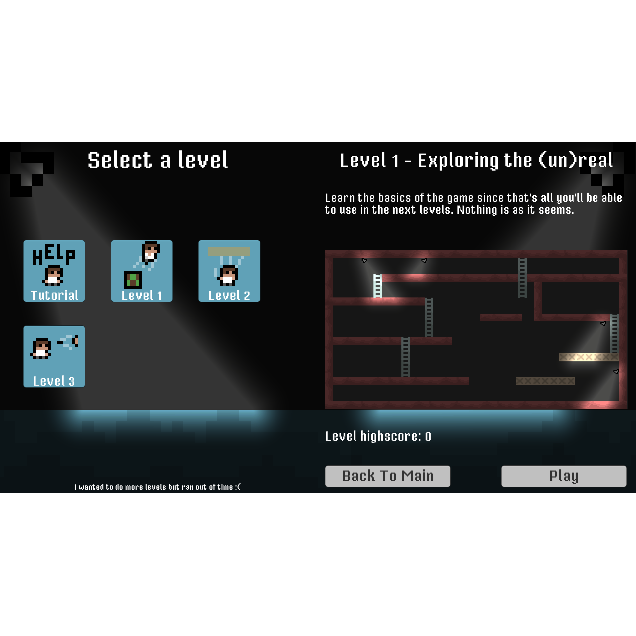 Select a level
HELP
Tutorial
Level 1
Level 2
Level 3
I wanted to do more levels but ran out of time :(
Level 1 - Exploring the (un)real
Learn the basics of the game since that's all you'll be able
to use in the next levels. Nothing is as it seems.
Level highscore: 0
Back To Main
Play